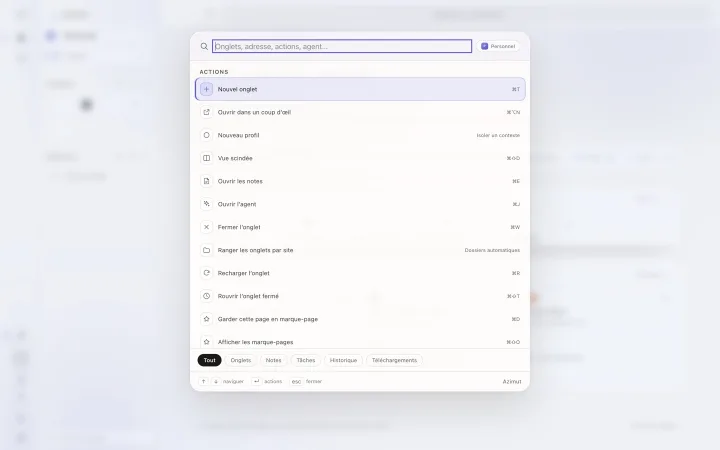 Onglets, adresse, actions, agent...
Personnel
ACTIONS
Nouvel onglet ⌘T
Ouvrir dans un coup d'œil ⌘⌥N
Nouveau profil Isoler un contexte
Vue scindée ⌘⇧D
Ouvrir les notes ⌘E
Ouvrir l'agent ⌘J
Fermer l'onglet ⌘W
Ranger les onglets par site Dossiers automatiques
Recharger l'onglet ⌘R
Rouvrir l'onglet fermé ⌘⇧T
Garder cette page en marque-page ⌘D
Afficher les marque-pages
Tout Onglets Notes Tâches Historique Téléchargements
↑ ↓ naviguer ↵ actions esc fermer Azimut